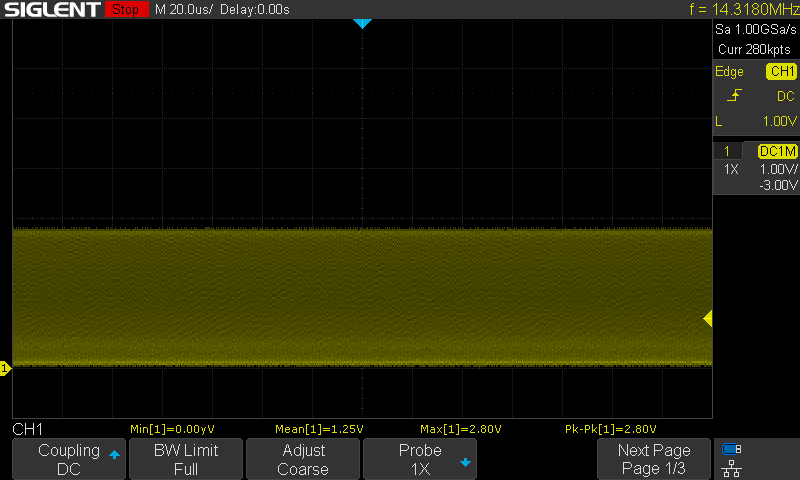 SIGLENT Stop M 20.0us/ Delay:0.00s f = 14.3180MHz
Sa 1.00GSa/s
Curr 280kpts
Edge CH1
DC
L 1.00V
1 DC1M
1X 1.00V/
-3.00V
1
CH1 Min[1]=0.00yV Mean[1]=1.25V Max[1]=2.80V Pk-Pk[1]=2.80V
Coupling BW Limit Adjust Probe Next Page
DC Full Coarse 1X Page 1/3